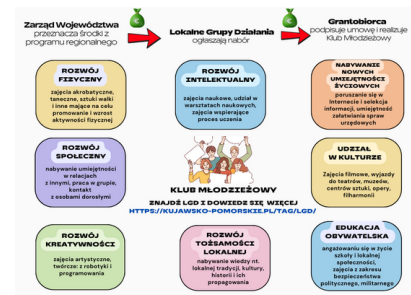 Zarząd Województwa
przeznacza środki z
programu regionalnego
Lokalne Grupy Działania
ogłaszają nabór
Grantobiorca
podpisuje umowę i realizuje
Klub Młodzieżowy
ROZWÓJ
FIZYCZNY
zajęcia akrobatyczne,
taneczne, sztuki walki
i inne mające na celu
promowanie i wzrost
aktywności fizycznej
ROZWÓJ
INTELEKTUALNY
zajęcia naukowe, udział w
warsztatach naukowych,
zajęcia wspierające
proces uczenia
NABYWANIE
NOWYCH
UMIEJĘTNOŚCI
ŻYCIOWYCH
poruszanie się w
Internecie i selekcja
informacji, umiejętność
załatwiania spraw
urzędowych
ROZWÓJ
SPOŁECZNY
nabywanie umiejętności
w relacjach
z innymi, praca w grupie,
kontakt
z osobami dorosłymi
KLUB MŁODZIEŻOWY
ZNAJDŹ LGD I DOWIEDZ SIĘ WIĘCEJ
HTTPS://KUJAWSKO-POMORSKIE.PL/TAG/LGD/
UDZIAŁ
W KULTURZE
Zajęcia filmowe, wyjazdy
do teatrów, muzeów,
centrów sztuki, opery,
filharmonii
ROZWÓJ
KREATYWNOŚCI
zajęcia artystyczne,
twórcze: z robotyki i
programowania
ROZWÓJ
TOŻSAMOŚCI
LOKALNEJ
nabywanie wiedzy nt.
lokalnej tradycji, kultury,
historii i ich
propagowania
EDUKACJA
OBYWATELSKA
angażowanie się w życie
szkoły i lokalnej
społeczności,
zajęcia z zakresu
bezpieczeństwa
politycznego, militarnego